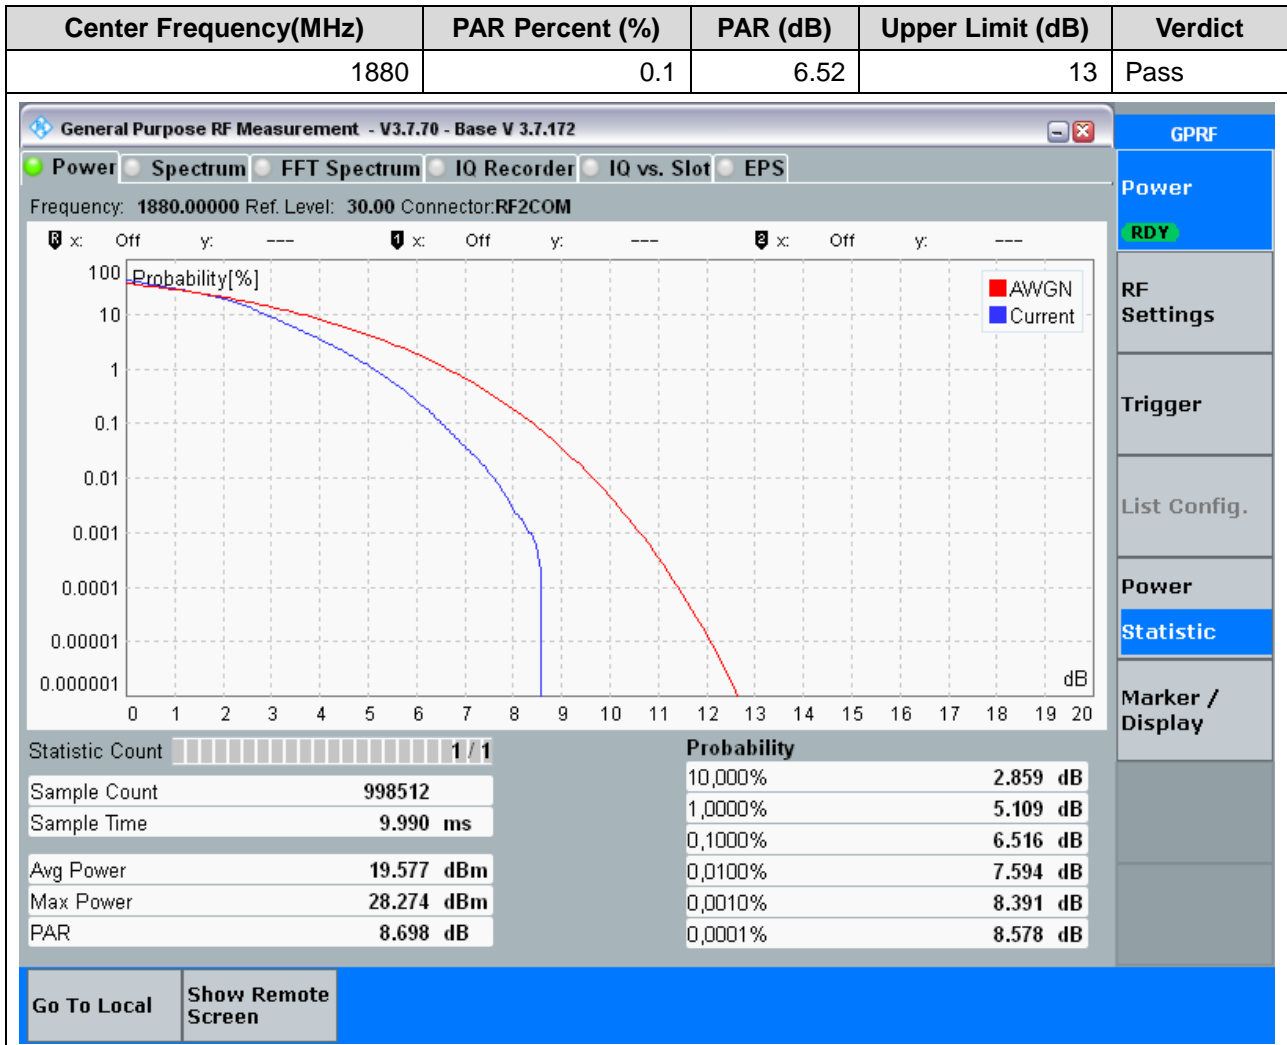 Center Frequency(MHz) PAR Percent (%) PAR (dB) Upper Limit (dB) Verdict
1880 0.1 6.52 13 Pass
General Purpose RF Measurement - V3.7.70 - Base V 3.7.172
GPRF
Power Spectrum FFT Spectrum IQ Recorder IQ vs. Slot EPS
Power
RDY
Frequency: 1880.00000 Ref. Level: 30.00 Connector:RF2COM
R x: Off y: --- 1 x: Off y: --- 2 x: Off y: ---
Probability[%]
AWGN
Current
100
10
1
0.1
0.01
0.001
0.0001
0.00001
0.000001
dB
0 1 2 3 4 5 6 7 8 9 10 11 12 13 14 15 16 17 18 19 20
RF
Settings
Trigger
List Config.
Power
Statistic
Marker /
Display
Statistic Count 1 / 1
Sample Count 998512
Sample Time 9.990 ms
Avg Power 19.577 dBm
Max Power 28.274 dBm
PAR 8.698 dB
Probability
10,000% 2.859 dB
1,0000% 5.109 dB
0,1000% 6.516 dB
0,0100% 7.594 dB
0,0010% 8.391 dB
0,0001% 8.578 dB
Go To Local
Show Remote
Screen